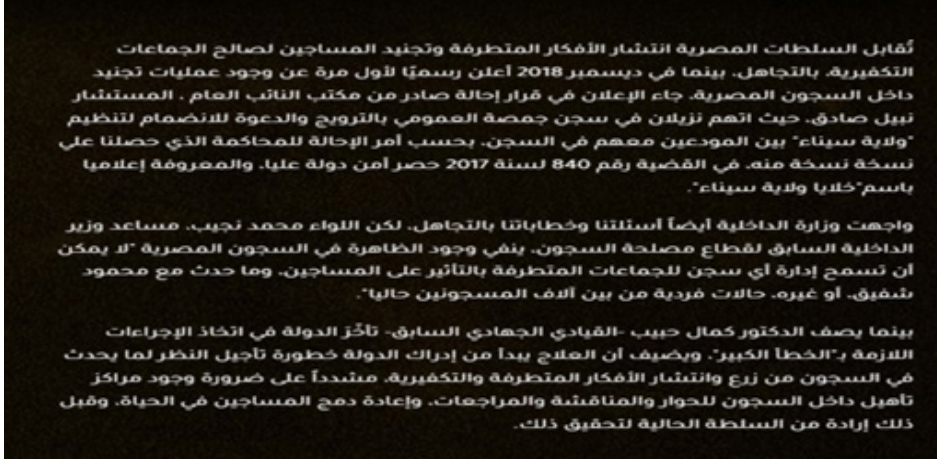 تُقابل السلطات المصرية انتشار الأفكار المتطرفة وتجنيد المساجين لصالح الجماعات
التكفيرية، بالتجاهل. بينما في ديسمبر 2018 أعلن رسميًا لأول مرة عن وجود عمليات تجنيد
داخل السجون المصرية. جاء الإعلان في قرار إحالة صادر من مكتب النائب العام . المستشار
نبيل صادق. حيث اتهم نزيلان في سجن جمصة العمومي بالترويج والدعوة للانضمام لتنظيم
"ولاية سيناء" بين المودعين معهم في السجن. بحسب أمر الإحالة للمحاكمة الذي حصلنا علي
نسخة نسخة منه. في القضية رقم 840 لسنة 2017 حصر أمن دولة عليا. والمعروفة إعلاميا
باسم"خلايا ولاية سيناء".
واجهت وزارة الداخلية أيضاً أسئلتنا وخطاباتنا بالتجاهل. لكن اللواء محمد نجيب. مساعد وزير
الداخلية السابق لقطاع مصلحة السجون. ينفي وجود الظاهرة في السجون المصرية "لا يمكن
أن تسمح إدارة أي سجن للجماعات المتطرفة بالتأثير على المساجين. وما حدث مع محمود
شفيق. أو غيره. حالات فردية من بين آلاف المسجونين حاليا".
بينما يصف الدكتور كمال حبيب -القيادي الجهادي السابق- تأخّر الدولة في اتخاذ الإجراءات
اللازمة بـ"الخطأ الكبير". ويضيف أن العلاج يبدأ من إدراك الدولة خطورة تأجيل النظر لما يحدث
في السجون من زرع وانتشار الأفكار المتطرفة والتكفيرية. مشدداً على ضرورة وجود مراكز
تأهيل داخل السجون للحوار والمناقشة والمراجعات. وإعادة دمج المساجين في الحياة. وقبل
ذلك إرادة من السلطة الحالية لتحقيق ذلك.